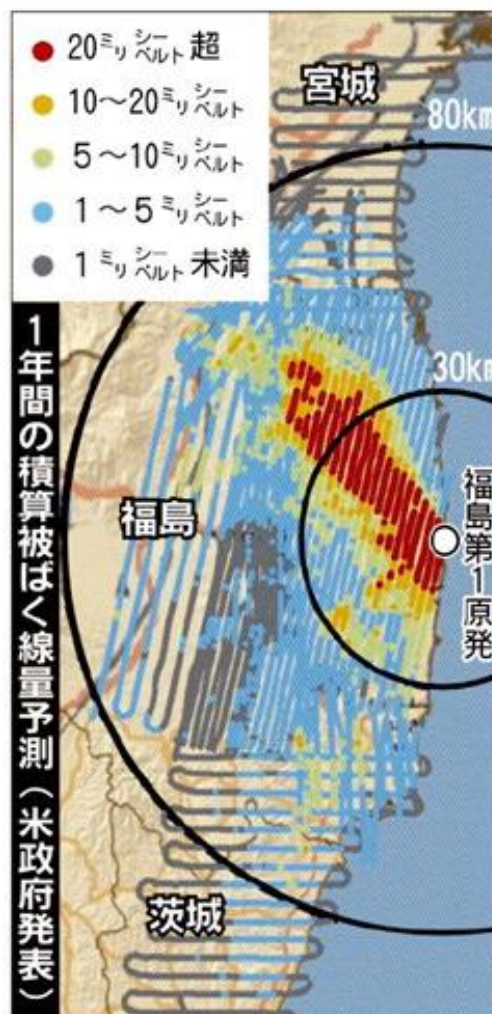 20ミリシーベルト超
10〜20ミリシーベルト
5〜10ミリシーベルト
1〜5ミリシーベルト
1ミリシーベルト未満
宮城
80km
30km
福島
福島第1原発
茨城
1年間の積算被ばく線量予測（米政府発表）